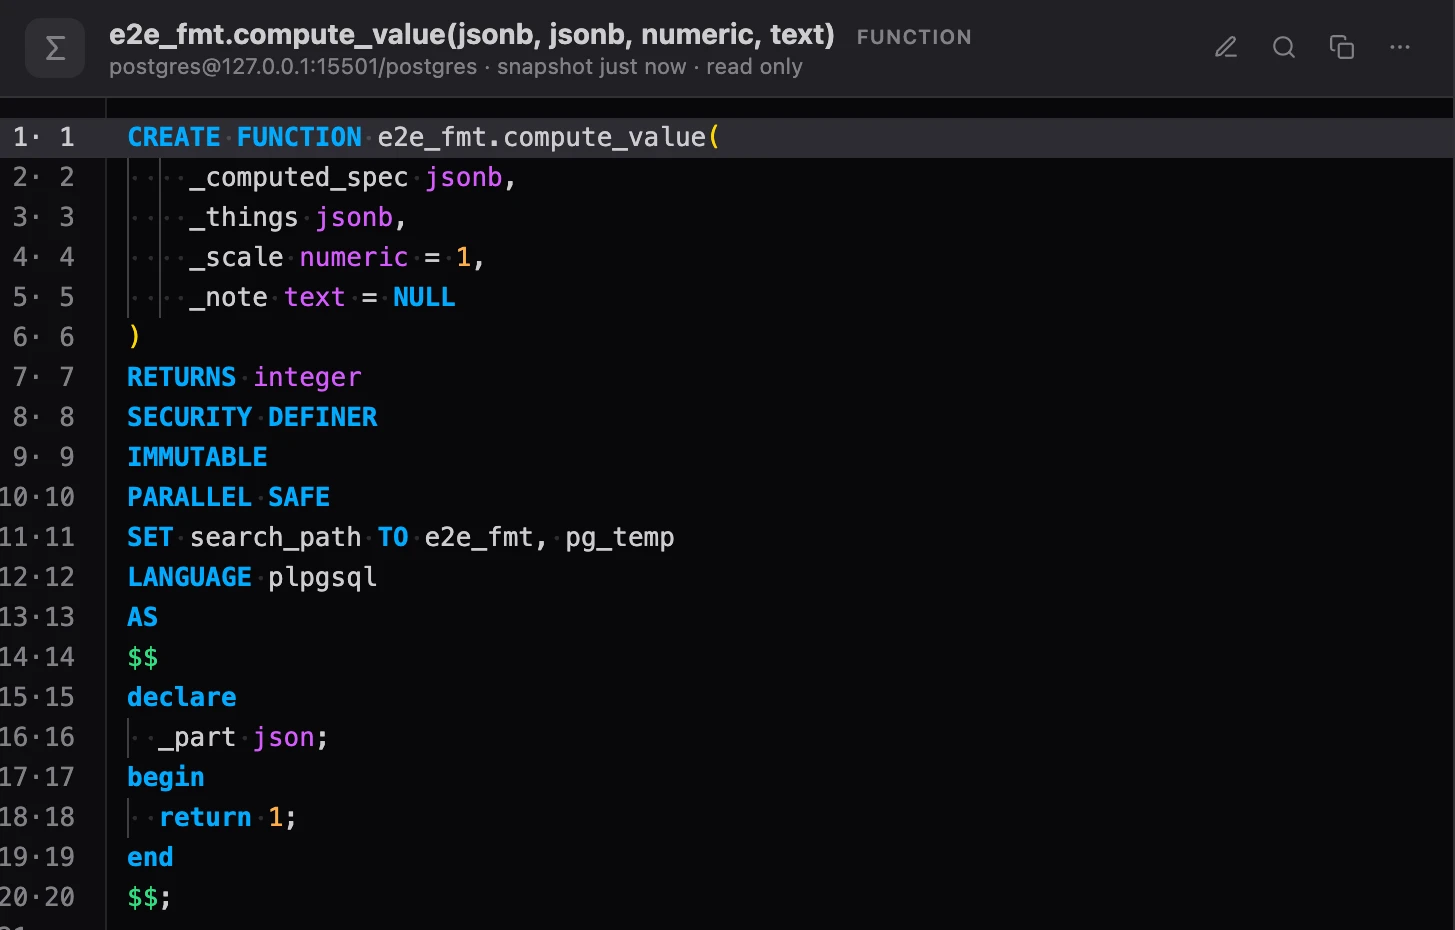 Σ
e2e_fmt.compute_value(jsonb, jsonb, numeric, text) FUNCTION
postgres@127.0.0.1:15501/postgres · snapshot just now · read only
1· 1 CREATE·FUNCTION·e2e_fmt.compute_value(
2· 2 ····_computed_spec·jsonb,
3· 3 ····_things·jsonb,
4· 4 ····_scale·numeric·=·1,
5· 5 ····_note·text·=·NULL
6· 6 )
7· 7 RETURNS·integer
8· 8 SECURITY·DEFINER
9· 9 IMMUTABLE
10·10 PARALLEL·SAFE
11·11 SET·search_path·TO·e2e_fmt,·pg_temp
12·12 LANGUAGE·plpgsql
13·13 AS
14·14 $$
15·15 declare
16·16 ··_part·json;
17·17 begin
18·18 ··return·1;
19·19 end
20·20 $$;